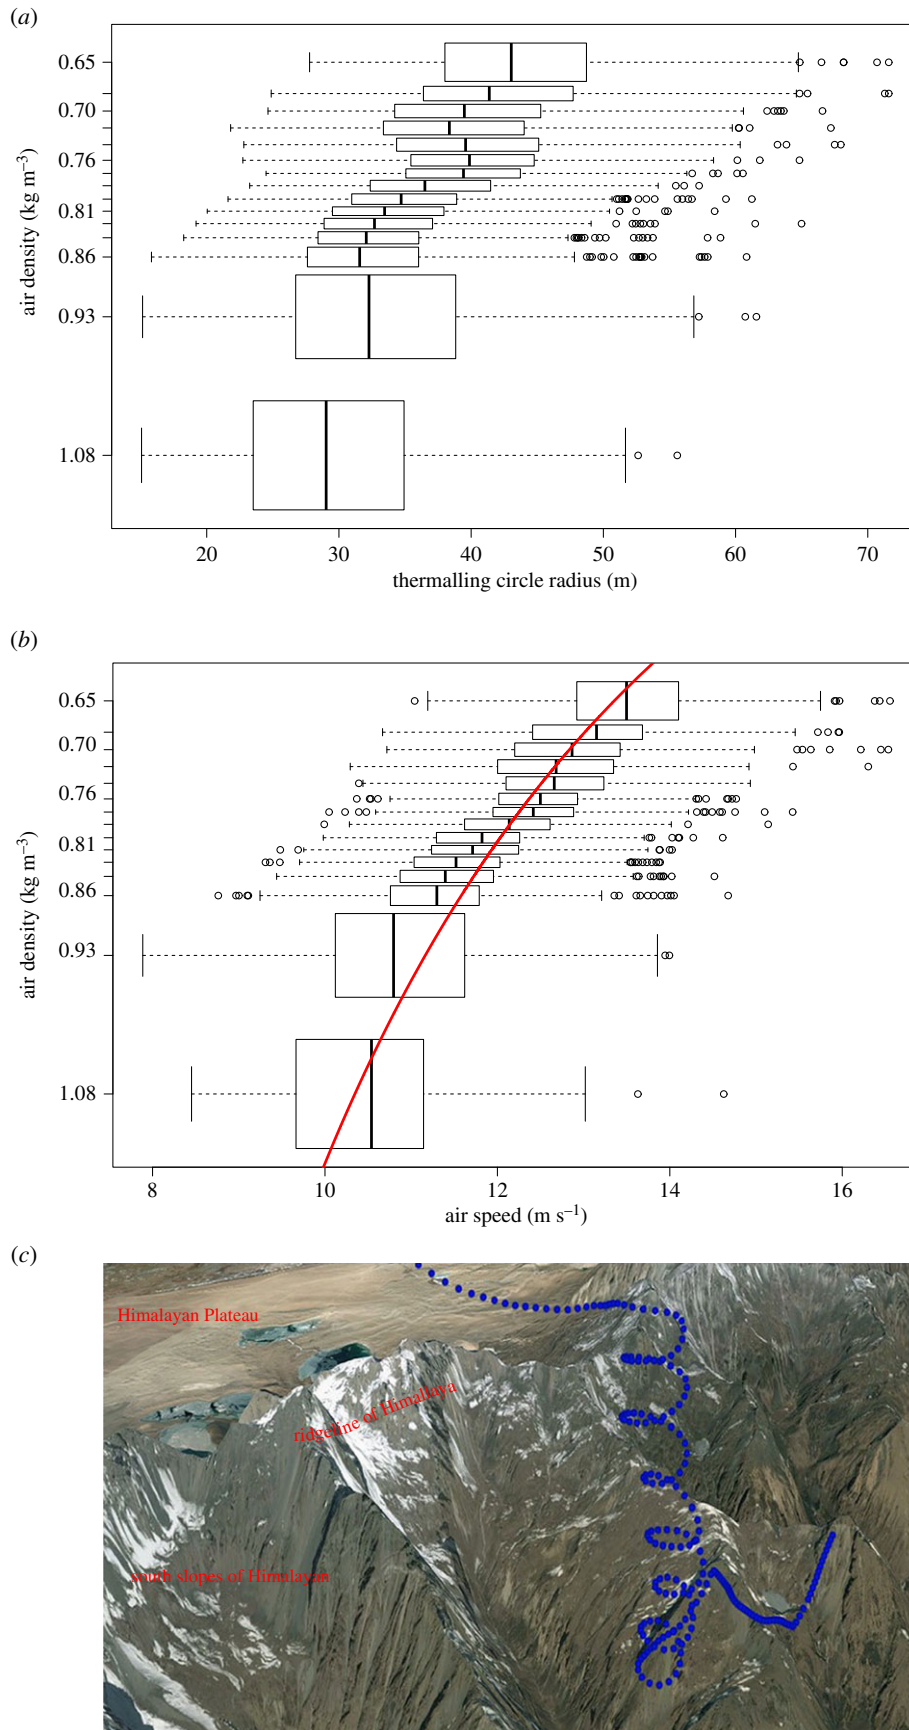 (a)
0.65
0.70
0.76
0.81
0.86
0.93
1.08
air density (kg m–3)
20 30 40 50 60 70
thermalling circle radius (m)
(b)
0.65
0.70
0.76
0.81
0.86
0.93
1.08
air density (kg m–3)
8 10 12 14 16
air speed (m s–1)
(c)
Himalayan Plateau
ridgeline of Himallaya
south slopes of Himalayan